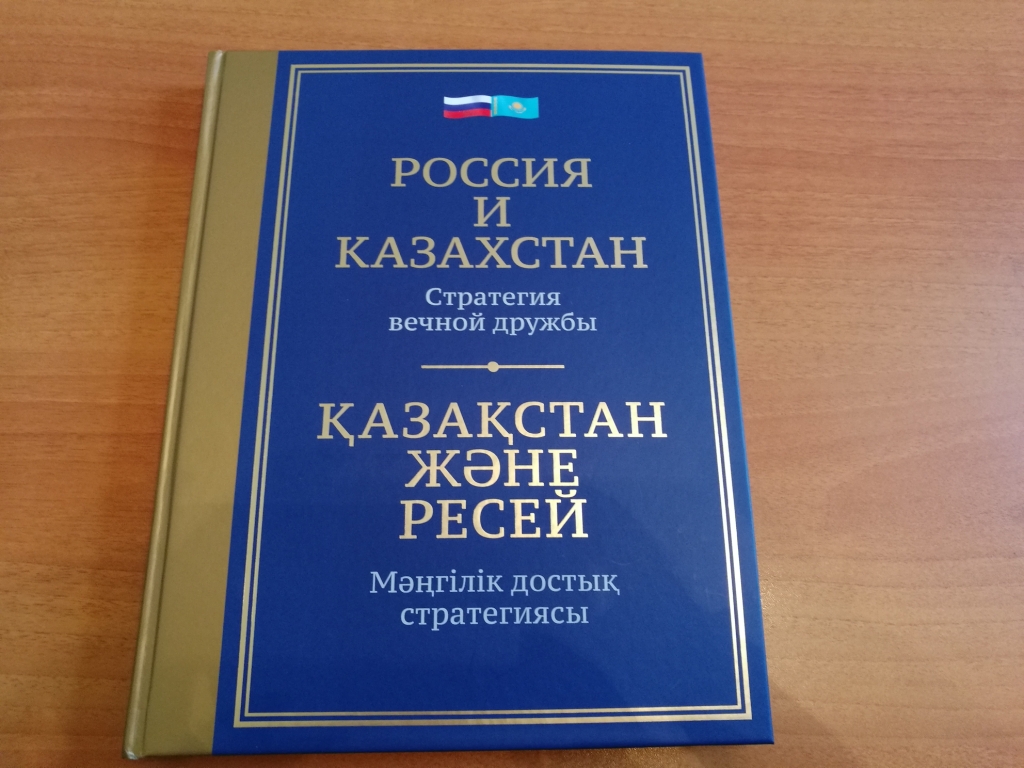 РОССИЯ
И
КАЗАХСТАН
Стратегия
вечной дружбы
ҚАЗАҚСТАН
ЖӘНЕ
РЕСЕЙ
Мәңгілік достық
стратегиясы